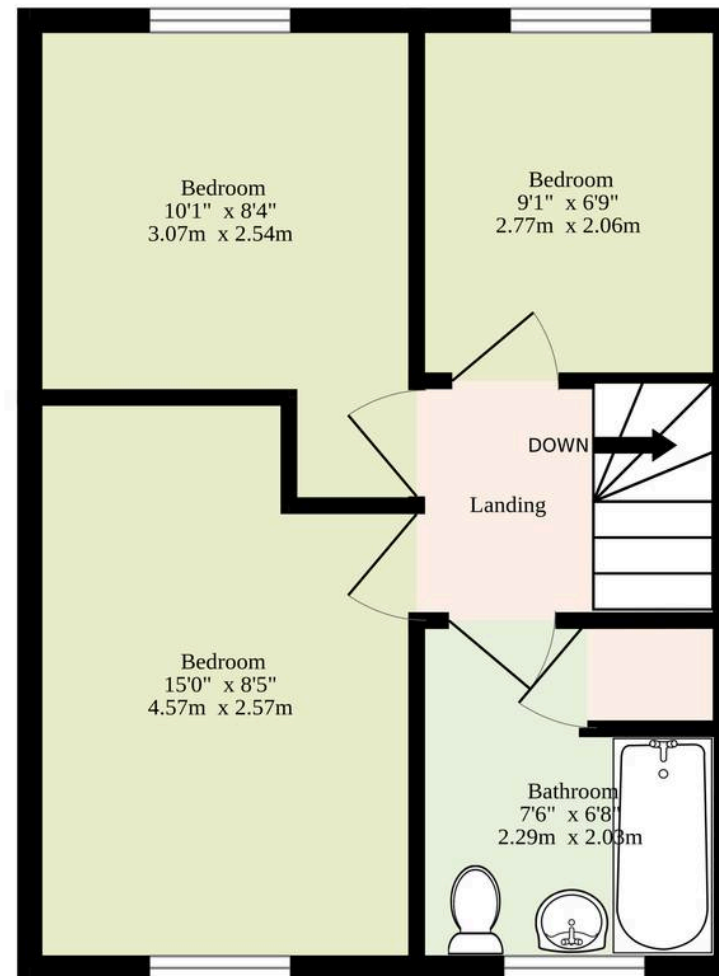 Bedroom
10'1" x 8'4"
3.07m x 2.54m
Bedroom
9'1" x 6'9"
2.77m x 2.06m
DOWN
Landing
Bedroom
15'0" x 8'5"
4.57m x 2.57m
Bathroom
7'6" x 6'8"
2.29m x 2.03m